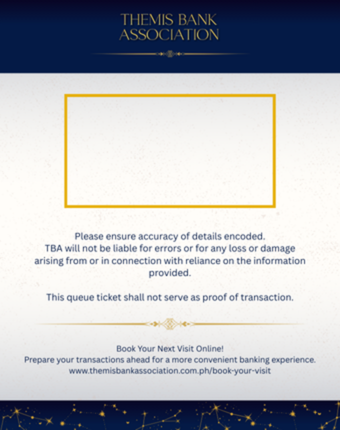 THEMIS BANK
ASSOCIATION
Please ensure accuracy of details encoded.
TBA will not be liable for errors or for any loss or damage
arising from or in connection with reliance on the information
provided.
This queue ticket shall not serve as proof of transaction.
Book Your Next Visit Online!
Prepare your transactions ahead for a more convenient banking experience.
www.themisbankassociation.com.ph/book-your-visit